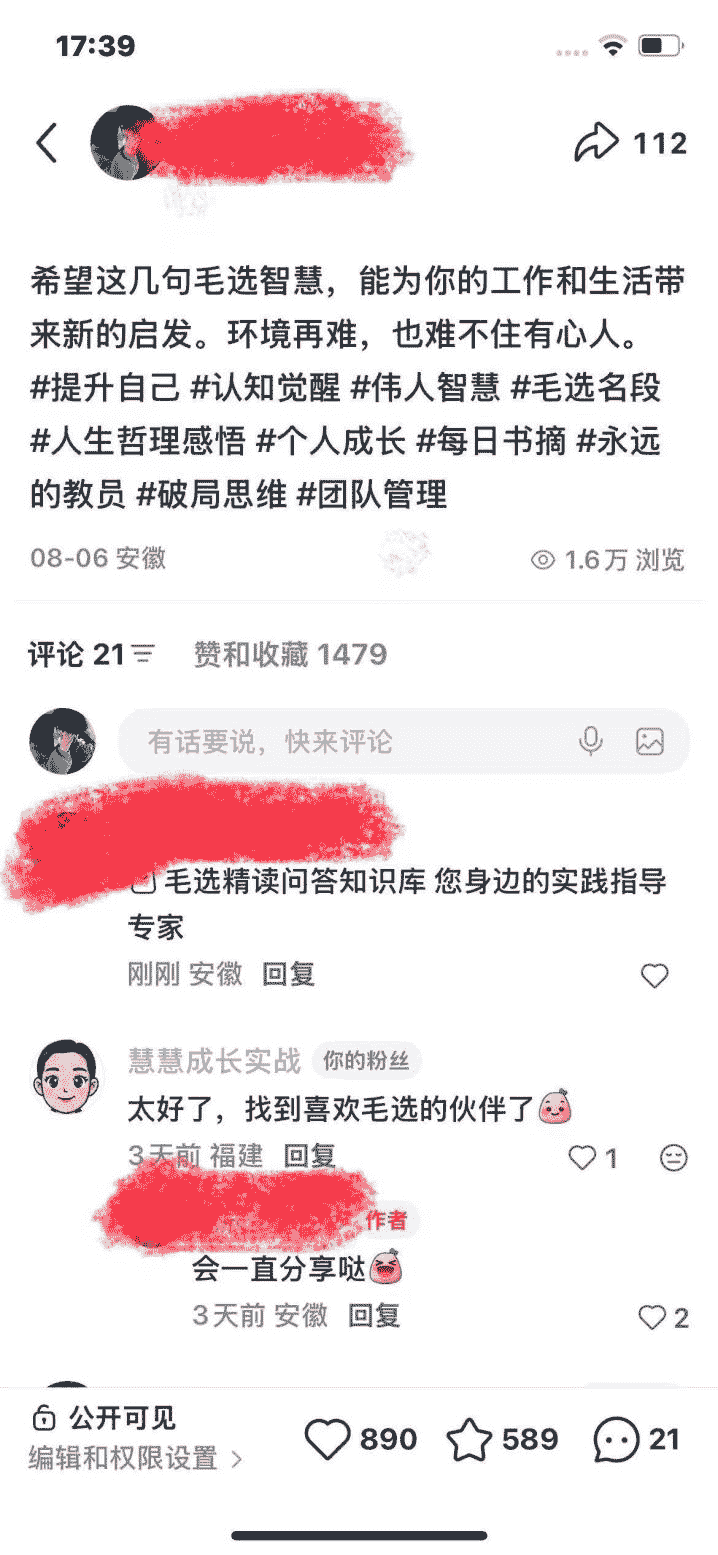 17:39
112
希望这几句毛选智慧，能为你的工作和生活带
来新的启发。环境再难，也难不住有心人。
#提升自己 #认知觉醒 #伟人智慧 #毛选名段
#人生哲理感悟 #个人成长 #每日书摘 #永远
的教员 #破局思维 #团队管理
08-06 安徽
1.6万 浏览
评论 21 赞和收藏 1479
有话要说，快来评论
毛选精读问答知识库 您身边的实践指导
专家
刚刚 安徽 回复
慧慧成长实战 你的粉丝
太好了，找到喜欢毛选的伙伴了
3天前 福建 回复 1
作者
会一直分享哒
3天前 安徽 回复 2
公开可见
编辑和权限设置 >
890 589 21